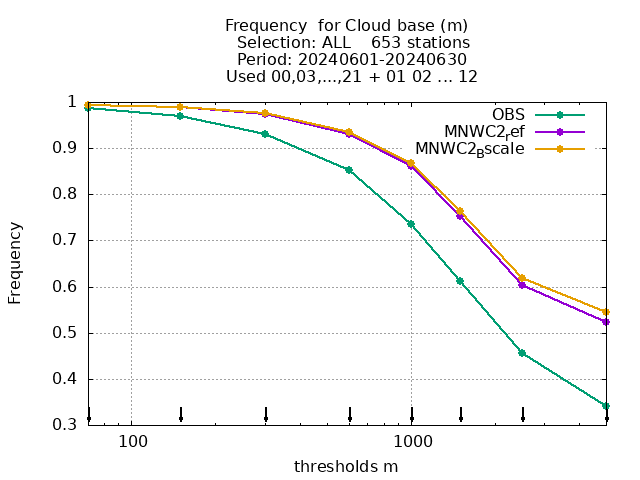 Frequency  for Cloud base (m)
Selection: ALL    653 stations
Period: 20240601-20240630
Used 00,03,...,21 + 01 02 ... 12
OBS
MNWC2ref
MNWC2Bscale
1
0.9
0.8
0.7
0.6
0.5
0.4
0.3
Frequency
100
1000
thresholds m